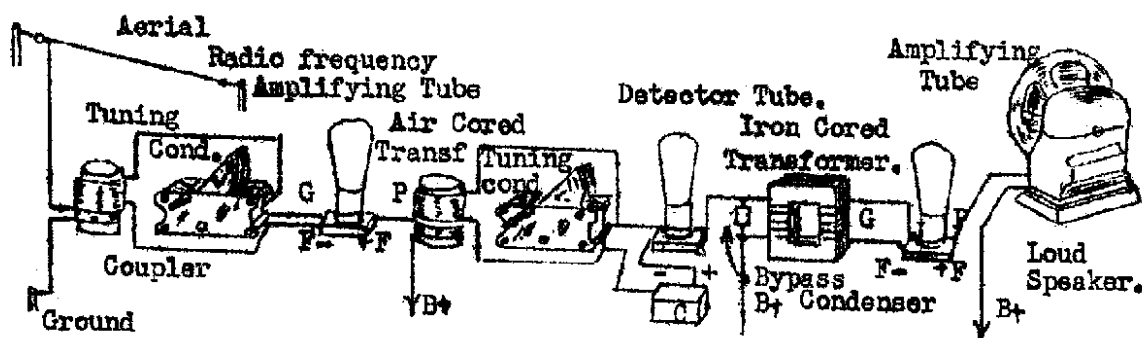 Aerial
Radio frequency
Amplifying Tube
Tuning
Cond.
Air Cored
Transf
Tuning
cond
Detector Tube.
Iron Cored
Transformer.
Amplifying
Tube
G
F-
+F
P
Coupler
Ground
B+
-
+
C
Bypass
Condenser
B+
G
F-
+F
P
B+
Loud
Speaker.